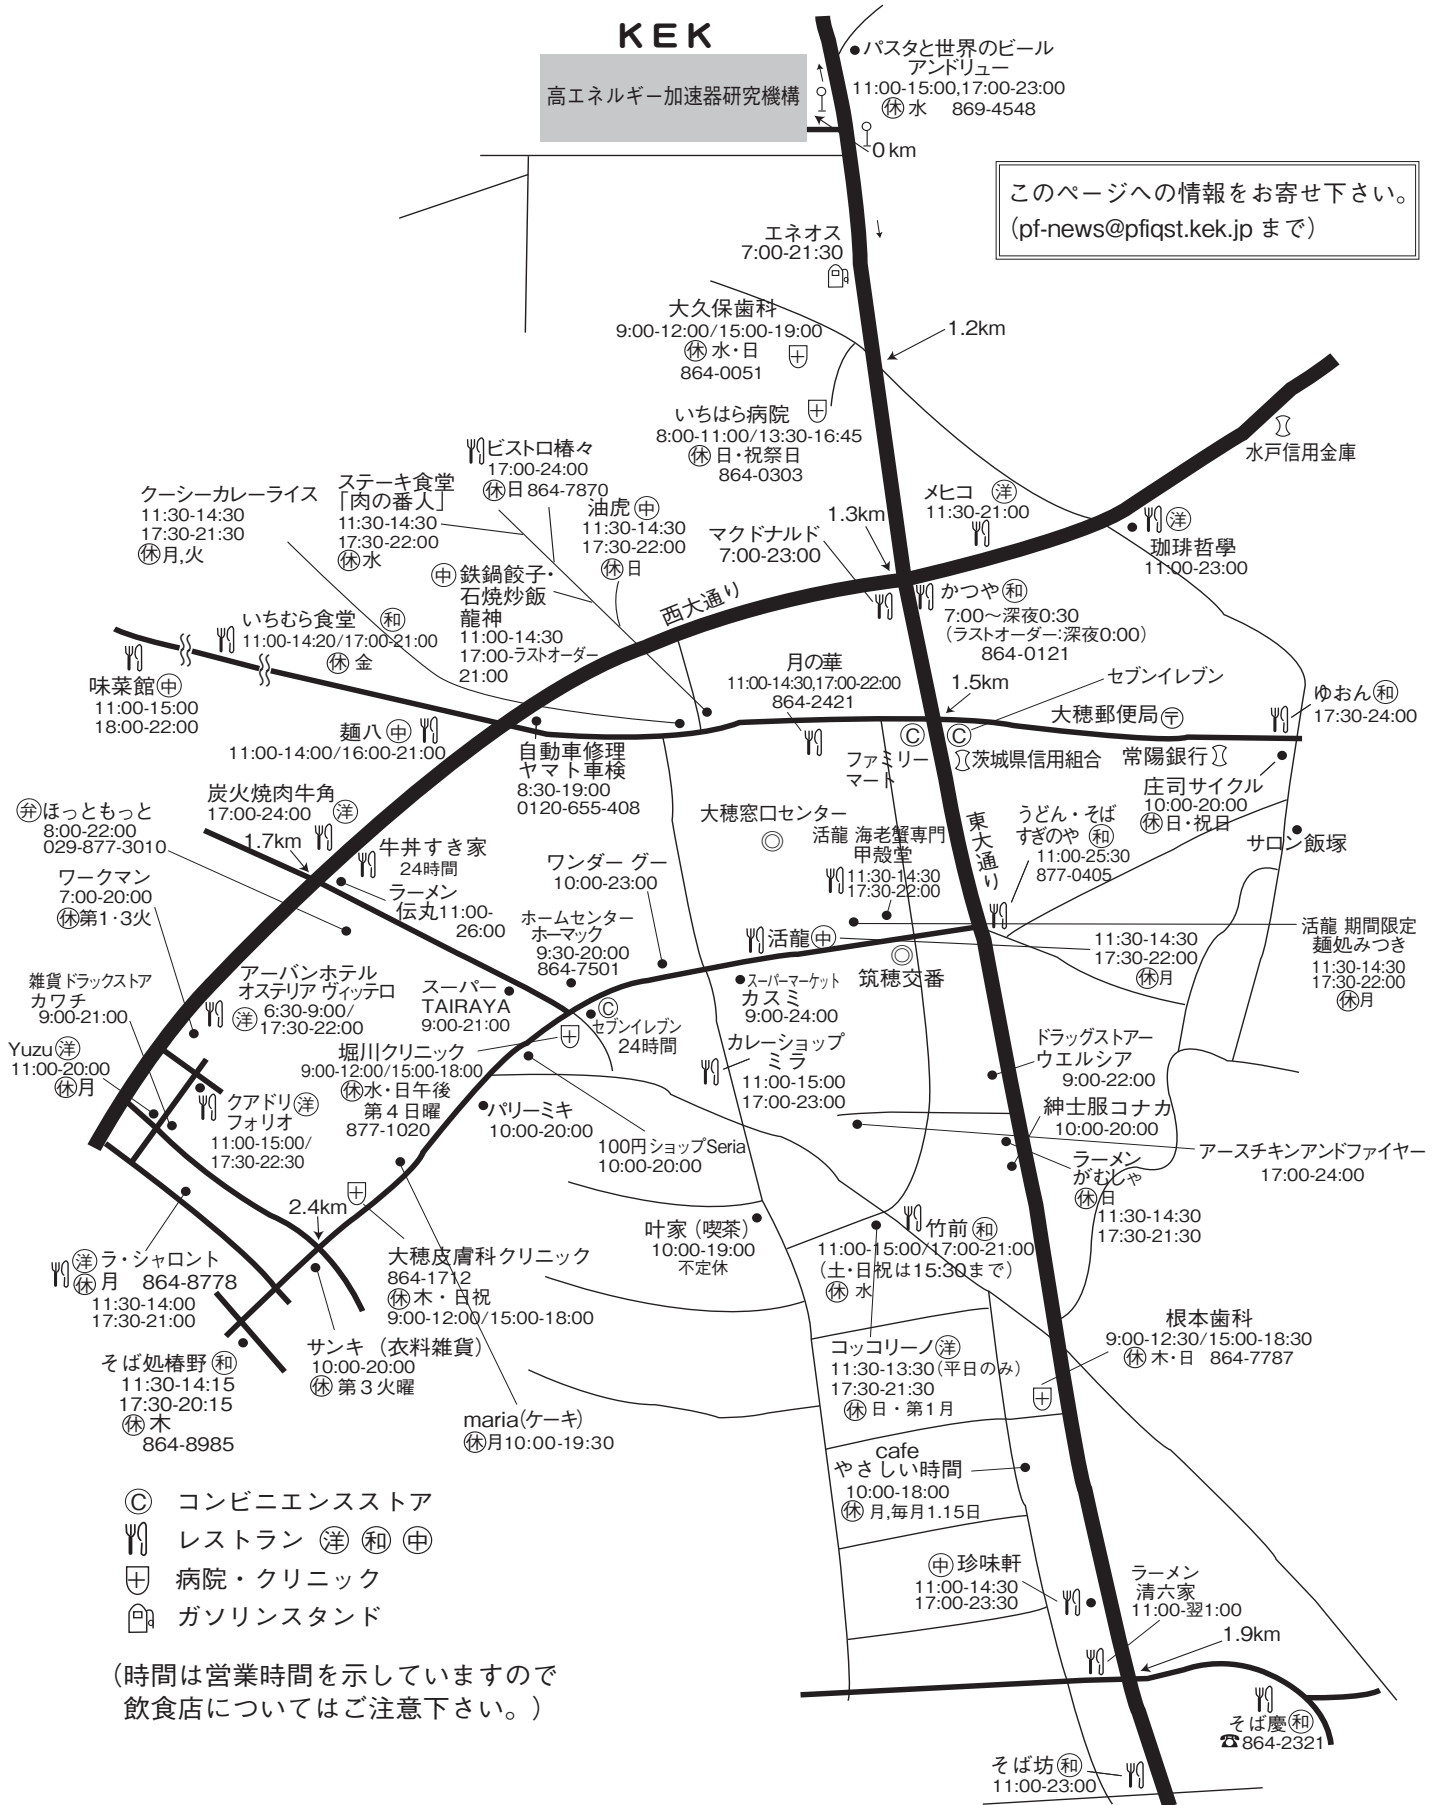 KEK
高エネルギー加速器研究機構
パスタと世界のビール
アンドリュー
11:00-15:00,17:00-23:00
㊡水 869-4548
0 km
このページへの情報をお寄せ下さい。
(pf-news@pfiqst.kek.jp まで)
エネオス
7:00-21:30
大久保歯科
9:00-12:00/15:00-19:00
㊡水・日
864-0051
1.2km
いちはら病院
8:00-11:00/13:30-16:45
㊡日・祝祭日
864-0303
水戸信用金庫
ビストロ椿々
17:00-24:00
㊡日 864-7870
クーシーカレーライス
11:30-14:30
17:30-21:30
㊡月,火
ステーキ食堂
「肉の番人」
11:30-14:30
17:30-22:00
㊡水
油虎㊥
11:30-14:30
17:30-22:00
㊡日
マクドナルド
7:00-23:00
1.3km
メヒコ 洋
11:30-21:00
洋
珈琲哲學
11:00-23:00
㊥鉄鍋餃子・
石焼炒飯
龍神
11:00-14:30
17:00-ラストオーダー
21:00
西大通り
かつや 和
7:00〜深夜0:30
(ラストオーダー:深夜0:00)
864-0121
いちむら食堂 和
11:00-14:20/17:00-21:00
㊡金
味菜館㊥
11:00-15:00
18:00-22:00
麺八㊥
11:00-14:00/16:00-21:00
月の華
11:00-14:30,17:00-22:00
864-2421
1.5km
セブンイレブン
大穂郵便局〒
ゆおん 和
17:30-24:00
自動車修理
ヤマト車検
8:30-19:00
0120-655-408
Ⓒ
ファミリー
マート
Ⓒ
茨城県信用組合
常陽銀行
庄司サイクル
10:00-20:00
㊡日・祝日
サロン飯塚
炭火焼肉牛角 洋
17:00-24:00
1.7km
弁ほっともっと
8:00-22:00
029-877-3010
牛丼すき家
24時間
ラーメン
伝丸11:00-
26:00
ワークマン
7:00-20:00
㊡第1・3火
ワンダー グー
10:00-23:00
大穂窓口センター
◎
活龍 海老蟹専門
甲殻堂
11:30-14:30
17:30-22:00
東大通り
うどん・そば
すぎのや 和
11:00-25:30
877-0405
ホームセンター
ホーマック
9:30-20:00
864-7501
活龍㊥
11:30-14:30
17:30-22:00
㊡月
活龍 期間限定
麺処みつき
11:30-14:30
17:30-22:00
㊡月
◎
筑穂交番
雑貨 ドラックストア
カワチ
9:00-21:00
アーバンホテル
オステリア ヴィッテロ
洋 6:30-9:00/
17:30-22:00
スーパー
TAIRAYA
9:00-21:00
Ⓒ
セブンイレブン
24時間
スーパーマーケット
カスミ
9:00-24:00
Yuzu 洋
11:00-20:00
㊡月
堀川クリニック
9:00-12:00/15:00-18:00
㊡水・日午後
第4日曜
877-1020
カレーショップ
ミラ
11:00-15:00
17:00-23:00
ドラッグストアー
ウエルシア
9:00-22:00
紳士服コナカ
10:00-20:00
クアドリ 洋
フォリオ
11:00-15:00/
17:30-22:30
パリーミキ
10:00-20:00
100円ショップSeria
10:00-20:00
アースチキンアンドファイヤー
17:00-24:00
ラーメン
がむしゃ
㊡日
11:30-14:30
17:30-21:30
2.4km
叶家(喫茶)
10:00-19:00
不定休
竹前 和
11:00-15:00/17:00-21:00
(土・日祝は15:30まで)
㊡水
洋 ラ・シャロント
㊡月 864-8778
11:30-14:00
17:30-21:00
大穂皮膚科クリニック
864-1712
㊡木・日祝
9:00-12:00/15:00-18:00
根本歯科
9:00-12:30/15:00-18:30
㊡木・日 864-7787
そば処椿野 和
11:30-14:15
17:30-20:15
㊡木
864-8985
サンキ (衣料雑貨)
10:00-20:00
㊡第3火曜
コッコリーノ 洋
11:30-13:30(平日のみ)
17:30-21:30
㊡日・第1月
maria(ケーキ)
㊡月10:00-19:30
cafe
やさしい時間
10:00-18:00
㊡月,毎月1.15日
Ⓒ コンビニエンスストア
レストラン 洋 和 ㊥
病院・クリニック
ガソリンスタンド
(時間は営業時間を示していますので
飲食店についてはご注意下さい。)
㊥珍味軒
11:00-14:30
17:00-23:30
ラーメン
清六家
11:00-翌1:00
1.9km
そば慶 和
☎864-2321
そば坊 和
11:00-23:00